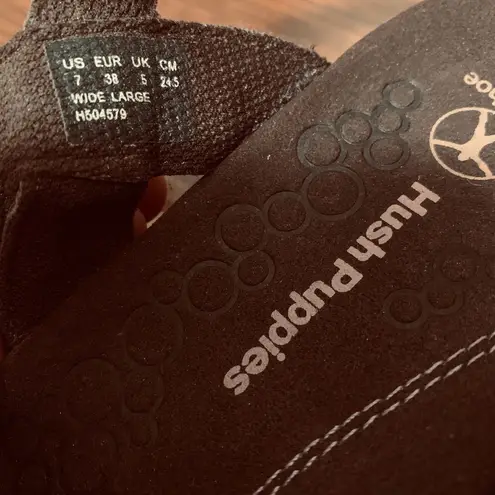 US EUR UK CM
7 38 5 24.5
WIDE LARGE
H504579
Hush Puppies